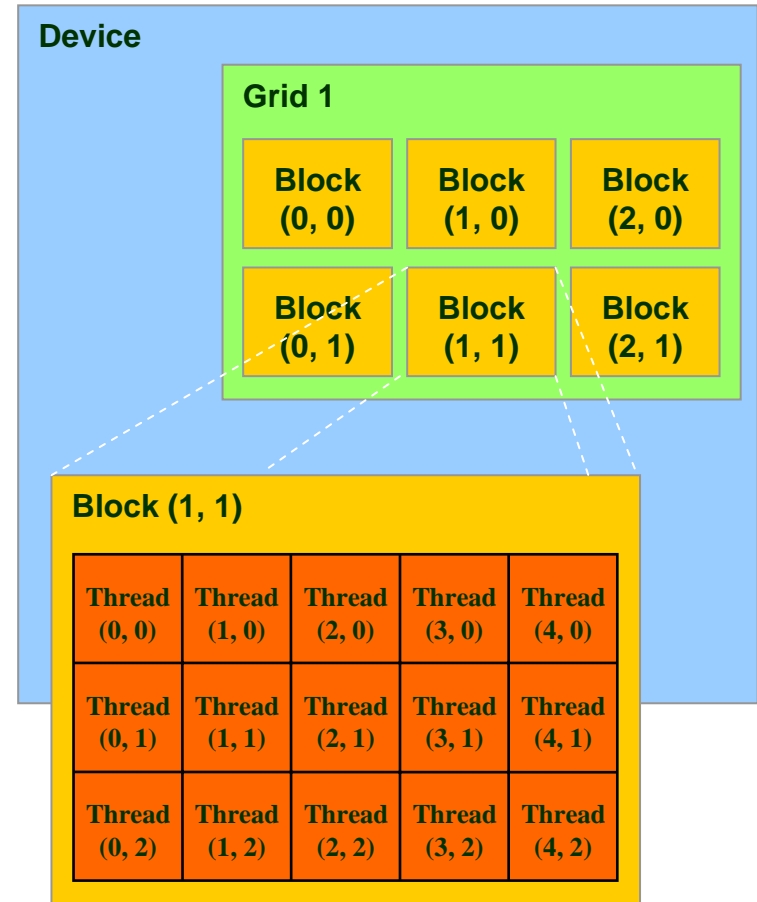 Device
Grid 1
Block Block Block
(0, 0) (1, 0) (2, 0)
Block Block Block
(0, 1) (1, 1) (2, 1)
Block (1, 1)
Thread Thread Thread Thread Thread
(0, 0) (1, 0) (2, 0) (3, 0) (4, 0)
Thread Thread Thread Thread Thread
(0, 1) (1, 1) (2, 1) (3, 1) (4, 1)
Thread Thread Thread Thread Thread
(0, 2) (1, 2) (2, 2) (3, 2) (4, 2)